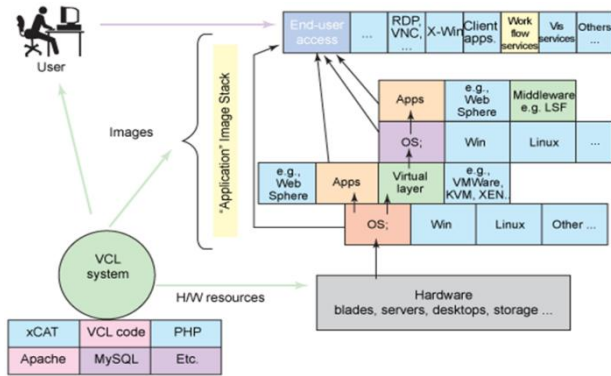 End-user
access
...
RDP,
VNC,
...
X-Win
Client
apps.
Work
flow
services
Vis
services
Others...
User
Images
"Application" Image Stack
Apps
e.g.,
Web
Sphere
Middleware
e.g. LSF
OS;
Win
Linux
...
e.g.,
Web
Sphere
Apps
Virtual
layer
e.g.,
VMWare,
KVM, XEN..
OS;
Win
Linux
Other ...
VCL
system
H/W resources
Hardware
blades, servers, desktops, storage ...
xCAT
VCL code
PHP
Apache
MySQL
Etc.